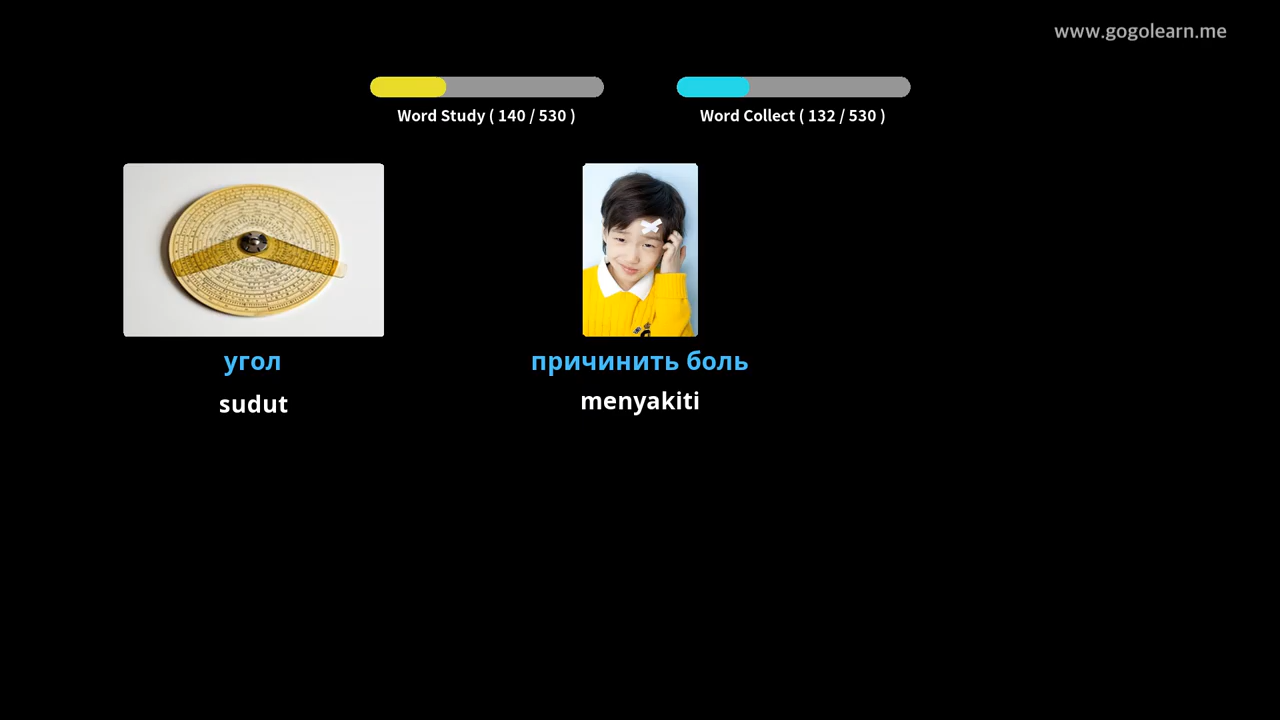 www.gogolearn.me
Word Study ( 140 / 530 )
Word Collect ( 132 / 530 )
угол
sudut
причинить боль
menyakiti